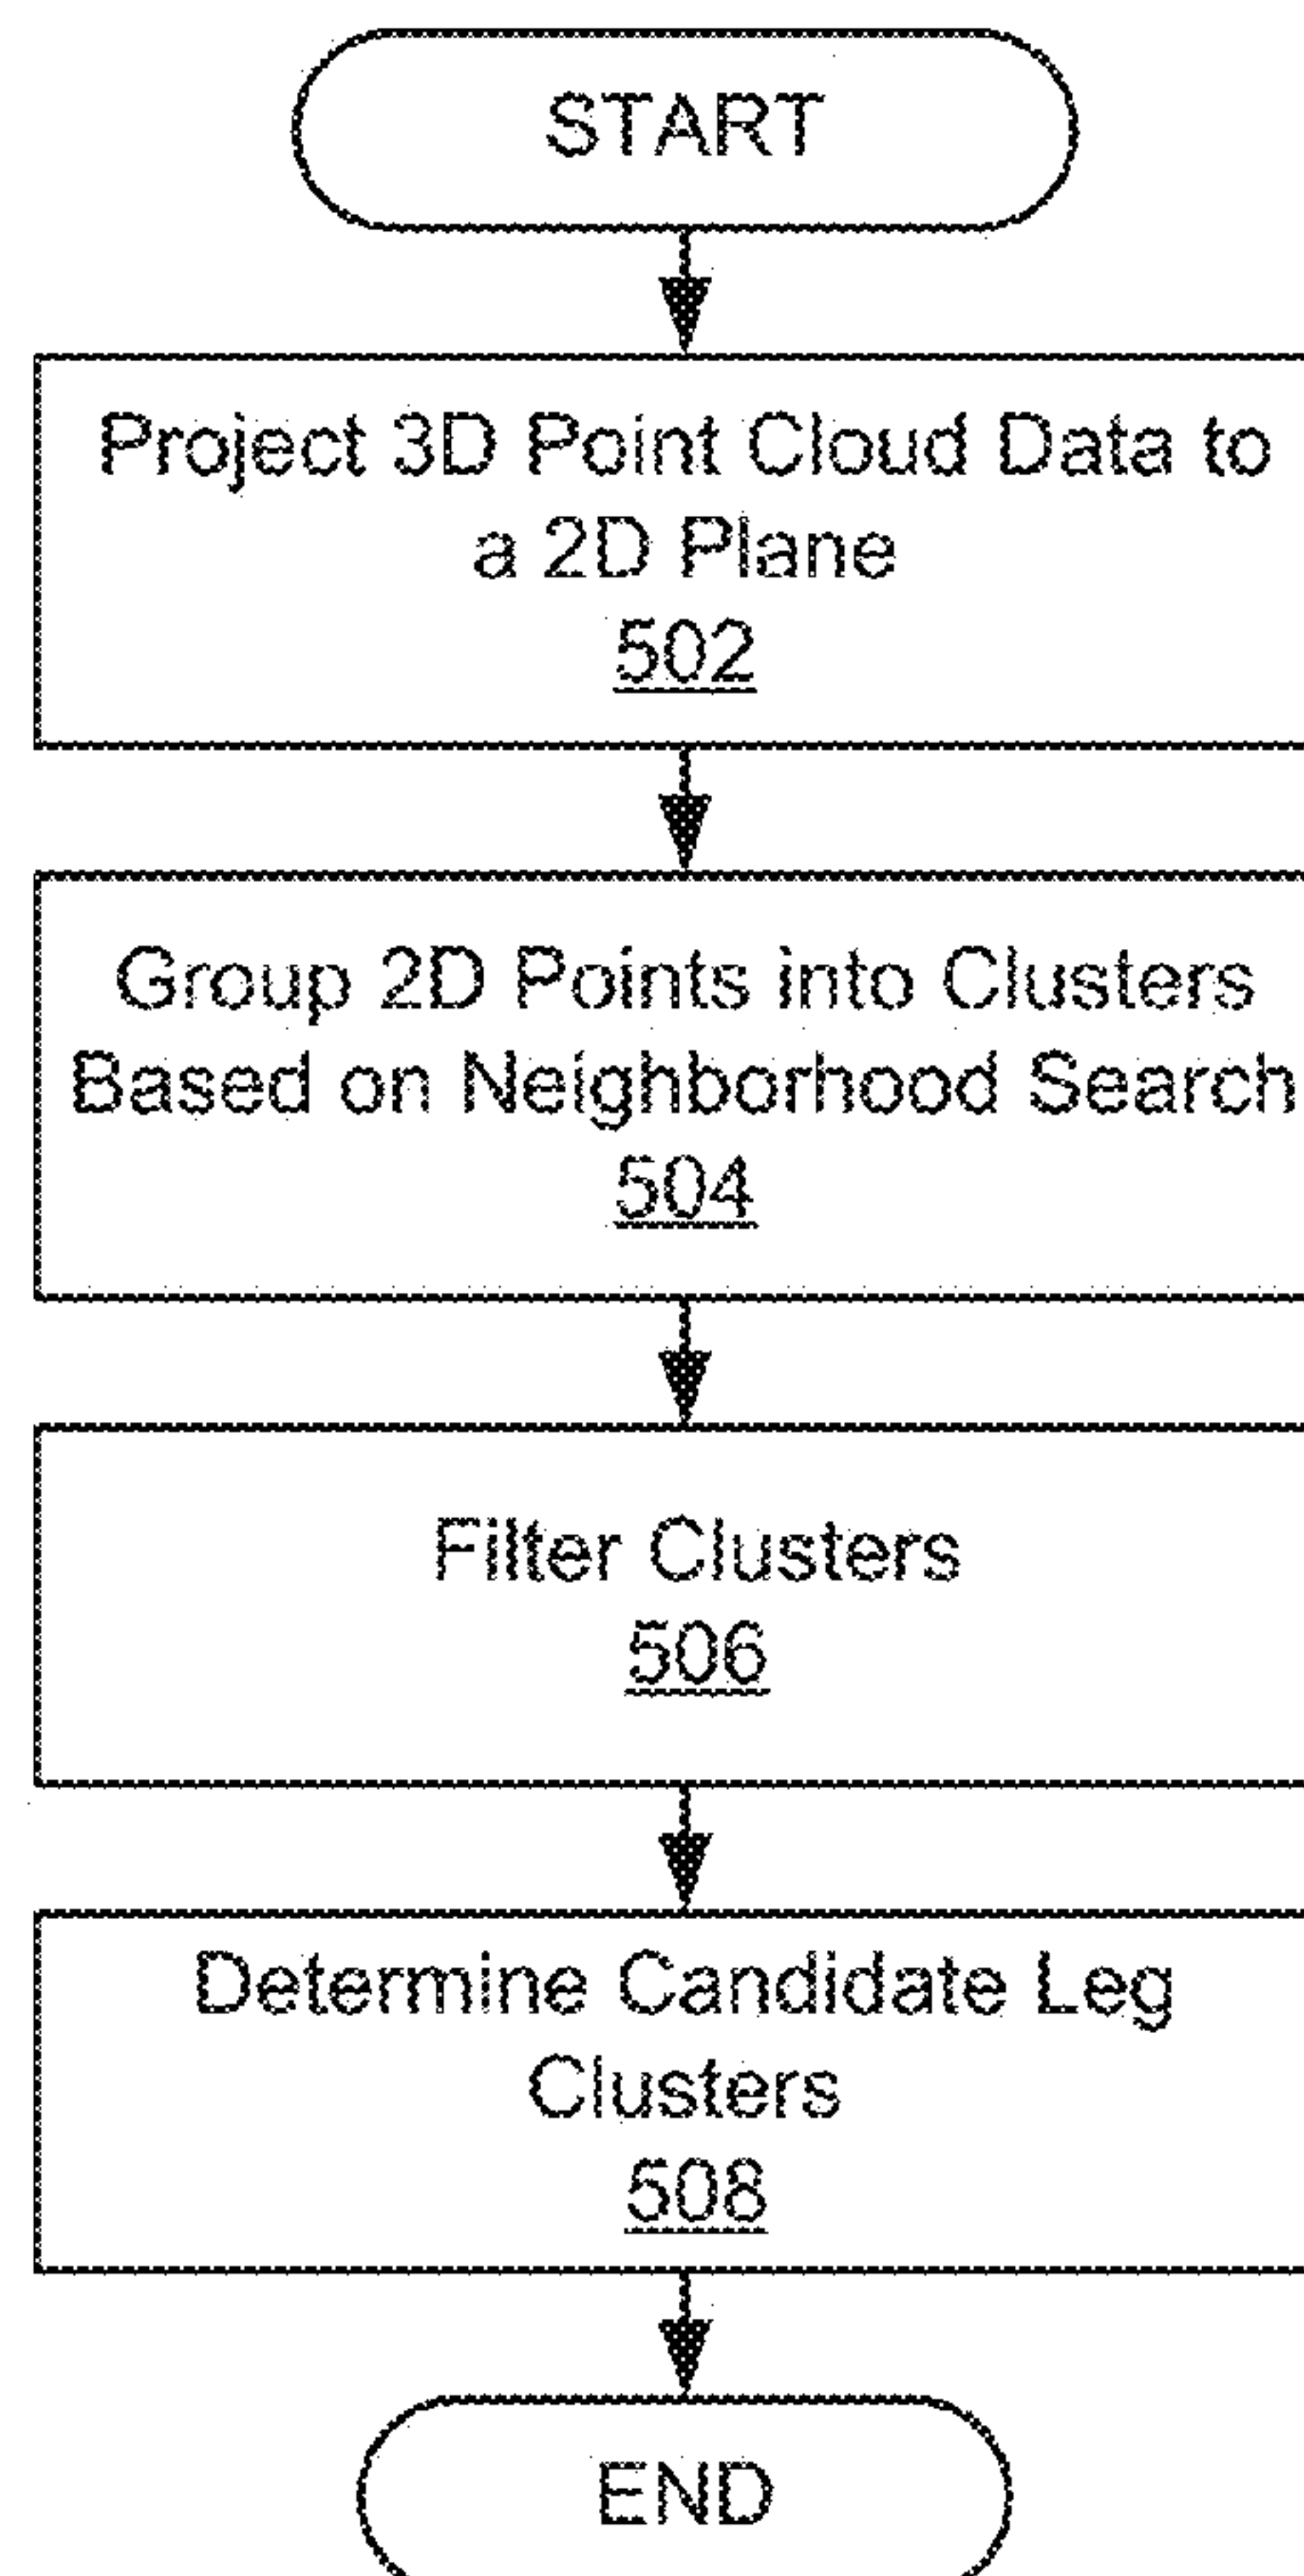 START
Project 3D Point Cloud Data to
a 2D Plane
502
Group 2D Points into Clusters
Based on Neighborhood Search
504
Filter Clusters
506
Determine Candidate Leg
Clusters
508
END